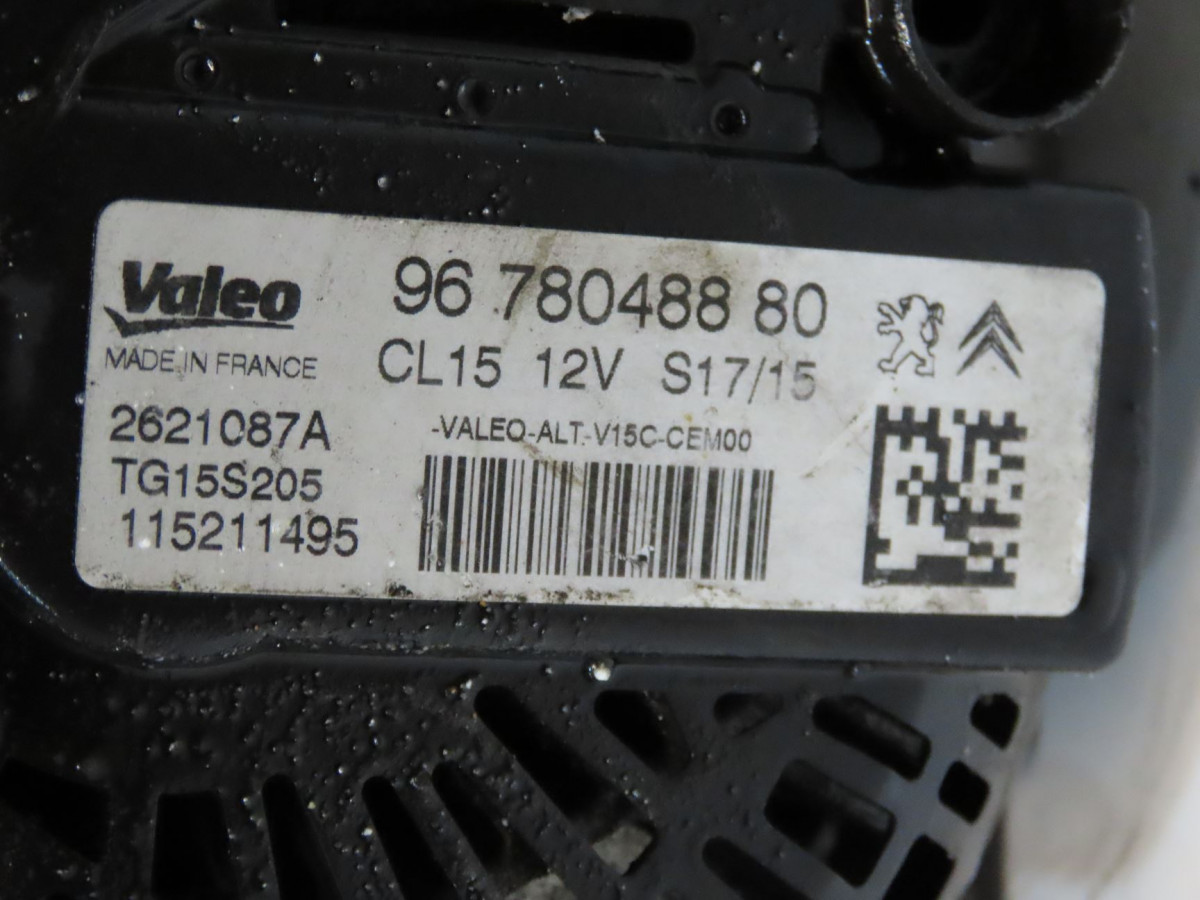 Valeo
MADE IN FRANCE
2621087A
TG15S205
115211495
96 780488 80
CL15 12V S17/15
-VALEO-ALT.-V15C-CEM00